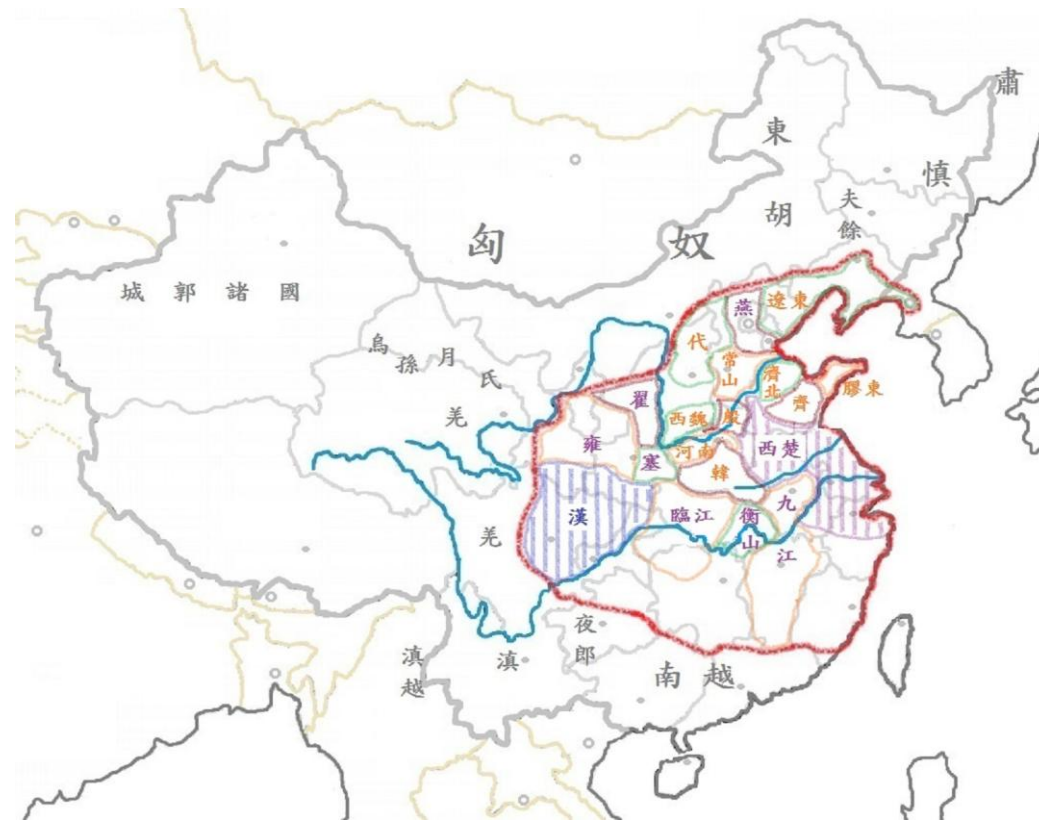 肅慎
東胡
夫餘
匈奴
城郭諸國
烏孫
月氏
羌
燕
遼東
代
常山
濟北
齊
膠東
翟
西魏
殷
雍
塞
河南
韓
西楚
漢
臨江
衡山
九江
羌
夜郎
滇
滇越
南越